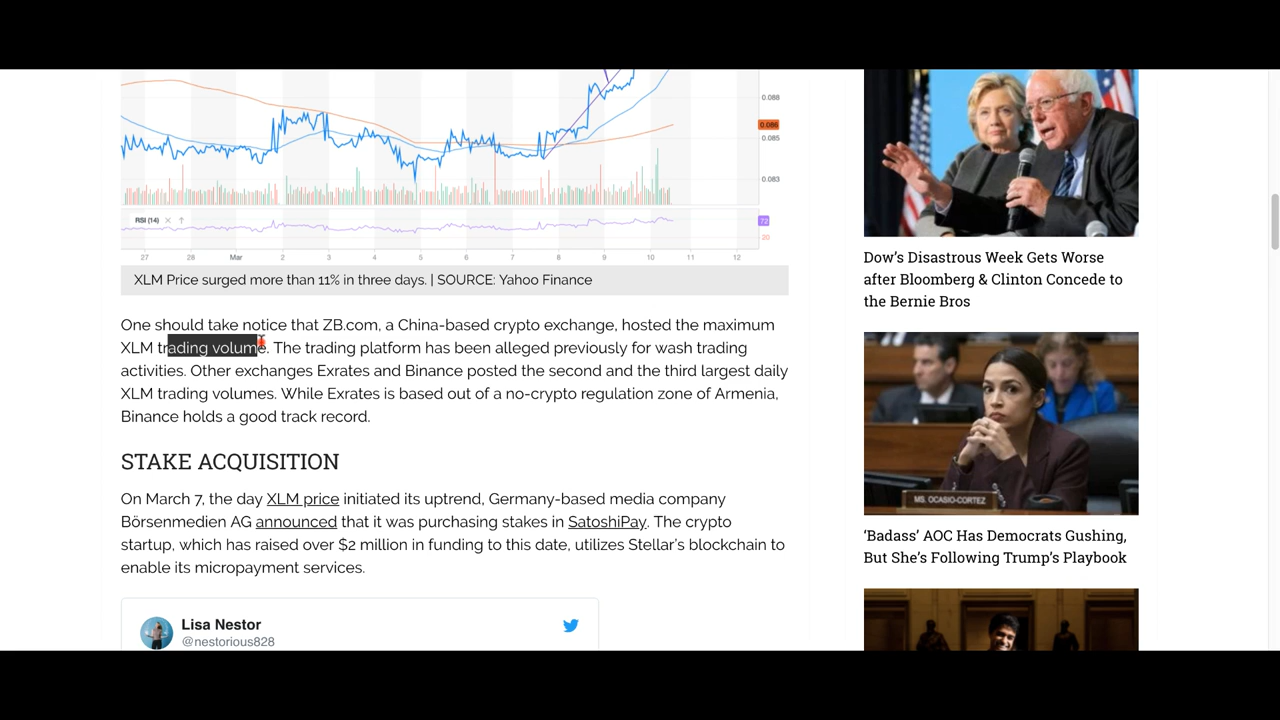 0.088
0.086
0.085
0.083
RSI (14)
72
20
27 28 Mar 2 3 4 5 6 7 8 9 10 11 12
XLM Price surged more than 11% in three days. | SOURCE: Yahoo Finance
One should take notice that ZB.com, a China-based crypto exchange, hosted the maximum
XLM trading volume. The trading platform has been alleged previously for wash trading
activities. Other exchanges Exrates and Binance posted the second and the third largest daily
XLM trading volumes. While Exrates is based out of a no-crypto regulation zone of Armenia,
Binance holds a good track record.
STAKE ACQUISITION
On March 7, the day XLM price initiated its uptrend, Germany-based media company
Börsenmedien AG announced that it was purchasing stakes in SatoshiPay. The crypto
startup, which has raised over $2 million in funding to this date, utilizes Stellar's blockchain to
enable its micropayment services.
Lisa Nestor
@nestorious828
Dow's Disastrous Week Gets Worse
after Bloomberg & Clinton Concede to
the Bernie Bros
MS. OCASIO-CORTEZ
'Badass' AOC Has Democrats Gushing,
But She's Following Trump's Playbook